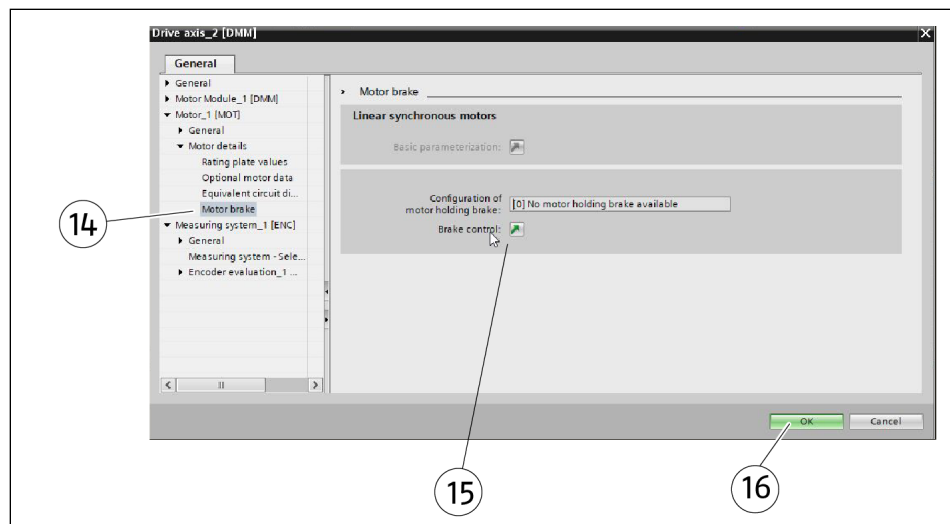 Drive axis_2 [DMM]
General
General
Motor Module_1 [DMM]
Motor_1 [MOT]
General
Motor details
Rating plate values
Optional motor data
Equivalent circuit di...
Motor brake
Measuring system_1 [ENC]
General
Measuring system - Sele...
Encoder evaluation_1 ...
Motor brake
Linear synchronous motors
Basic parameterization:
Configuration of
motor holding brake:
[0] No motor holding brake available
Brake control:
OK
Cancel
14
15
16